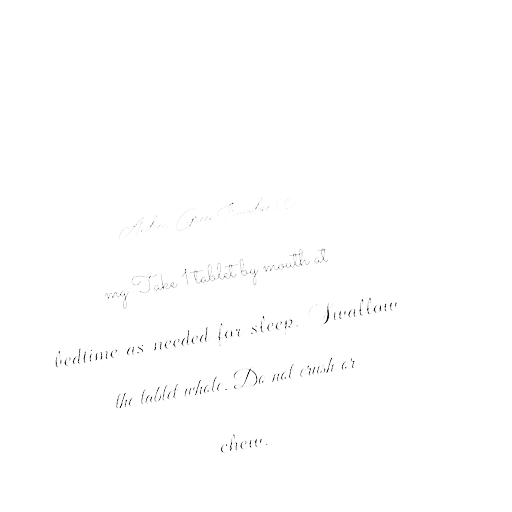 mg Take 1 tablet by mouth at
bedtime as needed for sleep. Swallow
the tablet whole. Do not crush or
chew.